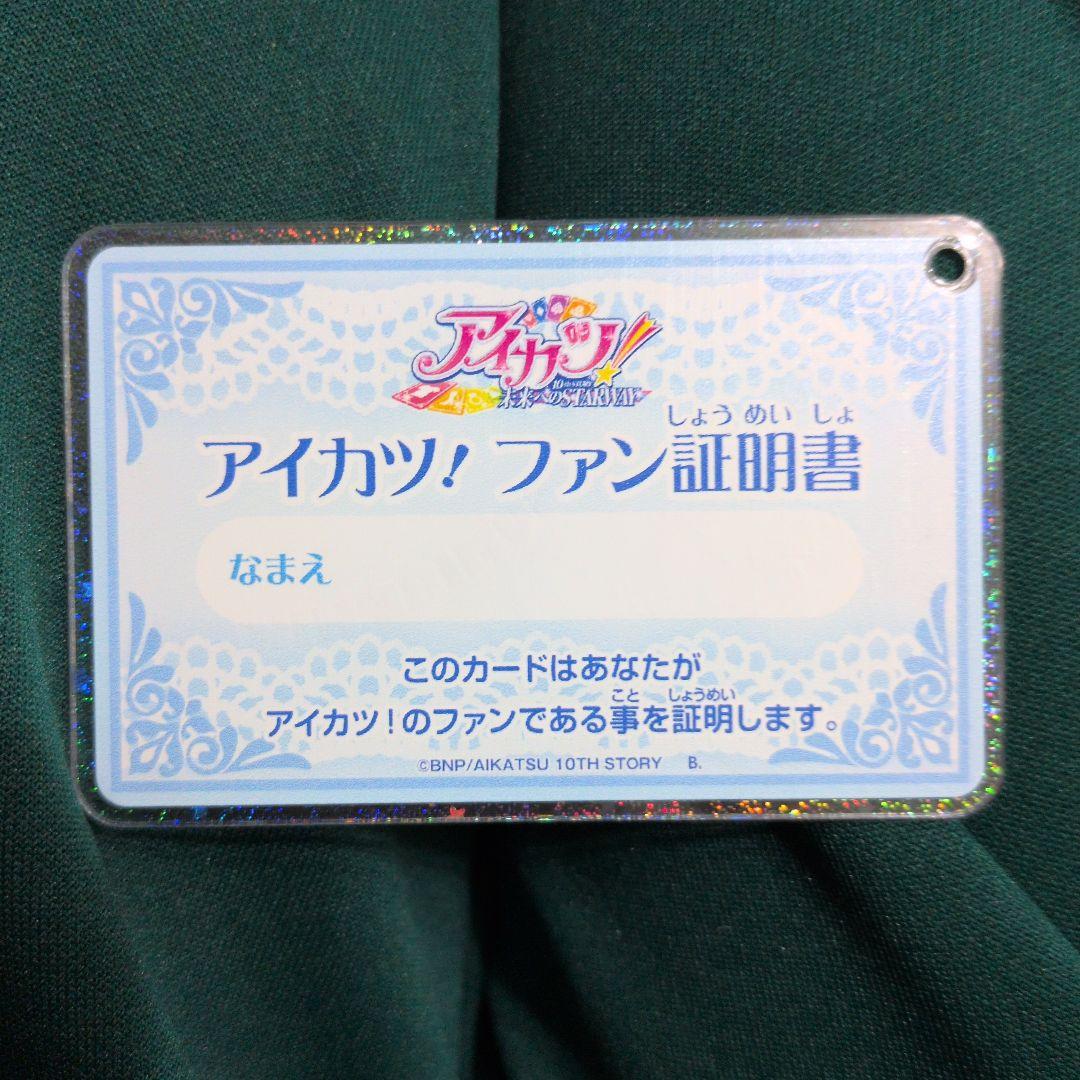 アイカツ!
10th STORY
未来へのSTARWAY
しょう めい しょ
アイカツ! ファン証明書
なまえ
このカードはあなたが
こと しょうめい
アイカツ!のファンである事を証明します。
©BNP/AIKATSU 10TH STORY B.